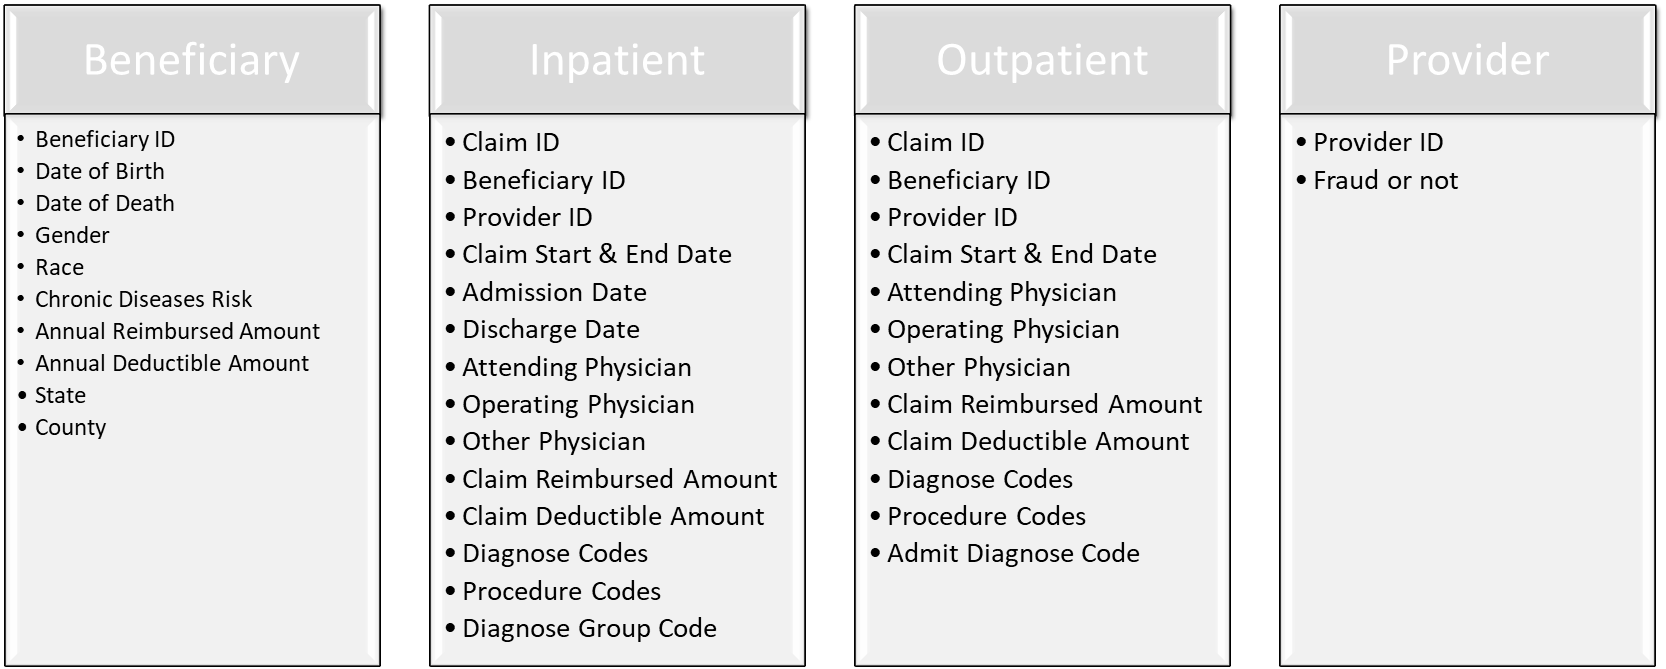 Beneficiary
• Beneficiary ID
• Date of Birth
• Date of Death
• Gender
• Race
• Chronic Diseases Risk
• Annual Reimbursed Amount
• Annual Deductible Amount
• State
• County
Inpatient
• Claim ID
• Beneficiary ID
• Provider ID
• Claim Start & End Date
• Admission Date
• Discharge Date
• Attending Physician
• Operating Physician
• Other Physician
• Claim Reimbursed Amount
• Claim Deductible Amount
• Diagnose Codes
• Procedure Codes
• Diagnose Group Code
Outpatient
• Claim ID
• Beneficiary ID
• Provider ID
• Claim Start & End Date
• Attending Physician
• Operating Physician
• Other Physician
• Claim Reimbursed Amount
• Claim Deductible Amount
• Diagnose Codes
• Procedure Codes
• Admit Diagnose Code
Provider
• Provider ID
• Fraud or not